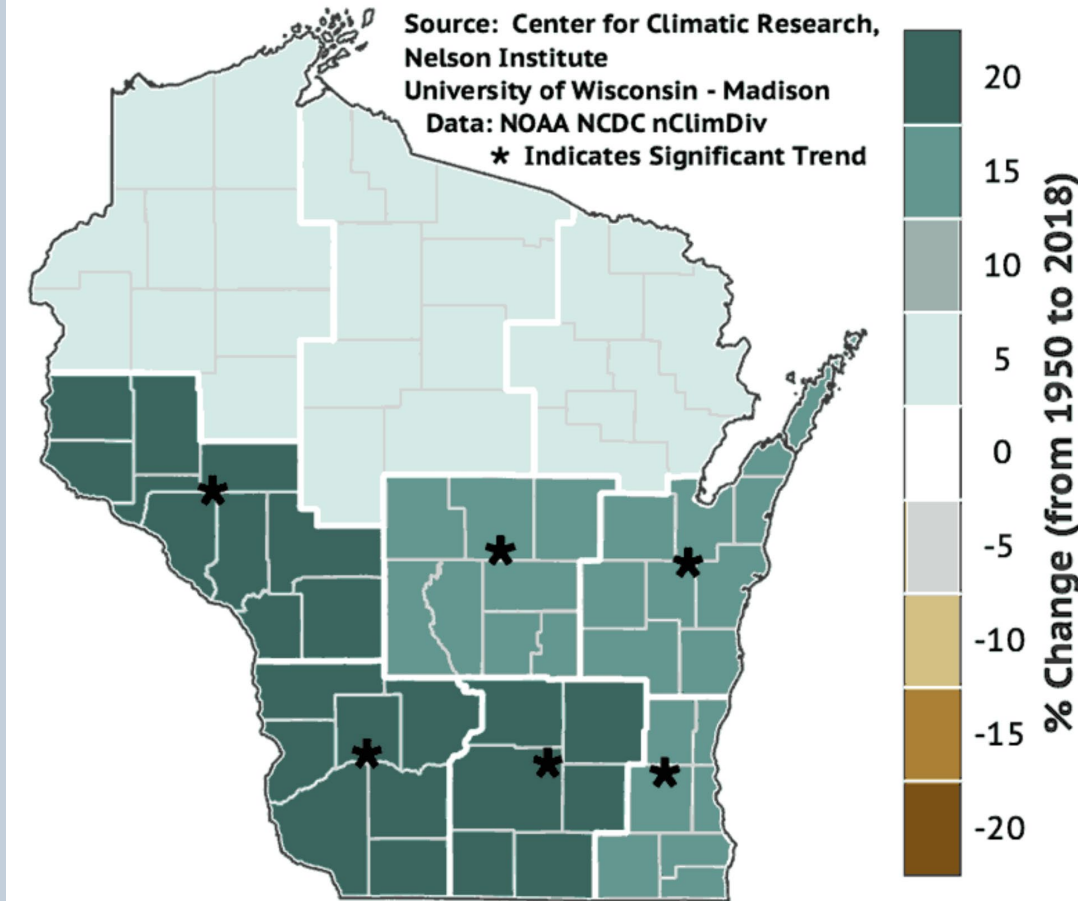 Source: Center for Climatic Research,
Nelson Institute
University of Wisconsin - Madison
Data: NOAA NCDC nClimDiv
* Indicates Significant Trend
20
15
10
5
0
-5
-10
-15
-20
% Change (from 1950 to 2018)